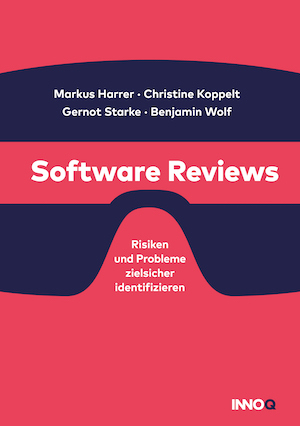 Markus Harrer · Christine Koppelt
Gernot Starke · Benjamin Wolf
Software Reviews
Risiken
und Probleme
zielsicher
identifizieren
INNOQ